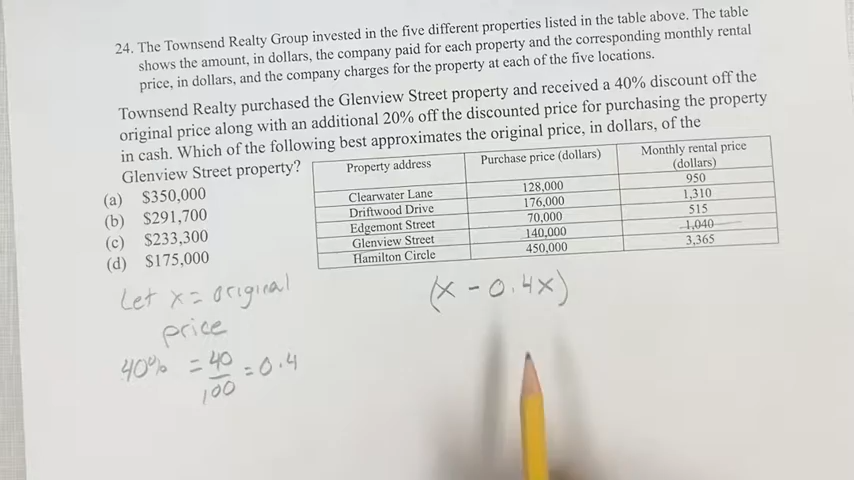 24. The Townsend Realty Group invested in the five different properties listed in the table above. The table
shows the amount, in dollars, the company paid for each property and the corresponding monthly rental
price, in dollars, and the company charges for the property at each of the five locations.
Townsend Realty purchased the Glenview Street property and received a 40% discount off the
original price along with an additional 20% off the discounted price for purchasing the property
in cash. Which of the following best approximates the original price, in dollars, of the
Glenview Street property?
(a) $350,000
(b) $291,700
(c) $233,300
(d) $175,000
Property address Purchase price (dollars) Monthly rental price (dollars)
Clearwater Lane 128,000 950
Driftwood Drive 176,000 1,310
Edgemont Street 70,000 515
Glenview Street 140,000 1,040
Hamilton Circle 450,000 3,365
Let x = original
price
40% = 40/100 = 0.4
(x - 0.4x)